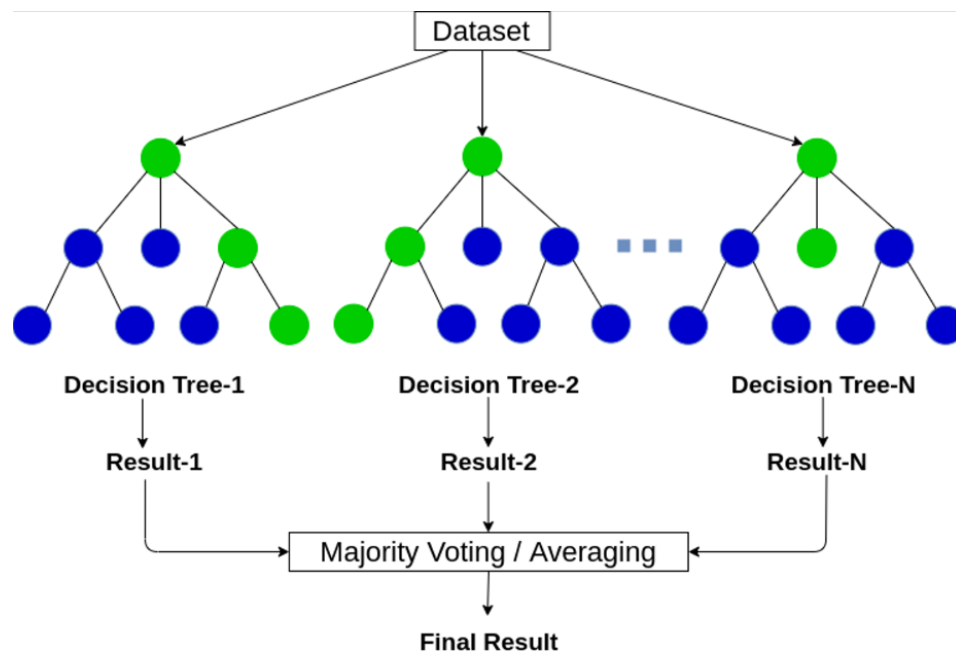 Dataset
Decision Tree-1
Decision Tree-2
Decision Tree-N
Result-1
Result-2
Result-N
Majority Voting / Averaging
Final Result